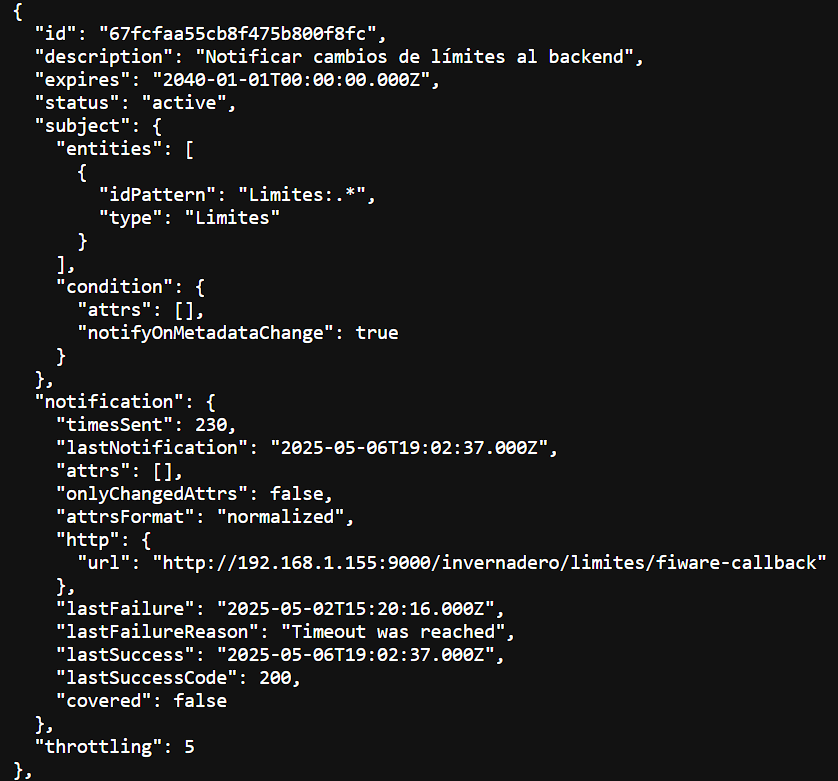 {
  "id": "67fcfaa55cb8f475b800f8fc",
  "description": "Notificar cambios de límites al backend",
  "expires": "2040-01-01T00:00:00.000Z",
  "status": "active",
  "subject": {
    "entities": [
      {
        "idPattern": "Limites:.*",
        "type": "Limites"
      }
    ],
    "condition": {
      "attrs": [],
      "notifyOnMetadataChange": true
    }
  },
  "notification": {
    "timesSent": 230,
    "lastNotification": "2025-05-06T19:02:37.000Z",
    "attrs": [],
    "onlyChangedAttrs": false,
    "attrsFormat": "normalized",
    "http": {
      "url": "http://192.168.1.155:9000/invernadero/limites/fiware-callback"
    },
    "lastFailure": "2025-05-02T15:20:16.000Z",
    "lastFailureReason": "Timeout was reached",
    "lastSuccess": "2025-05-06T19:02:37.000Z",
    "lastSuccessCode": 200,
    "covered": false
  },
  "throttling": 5
},